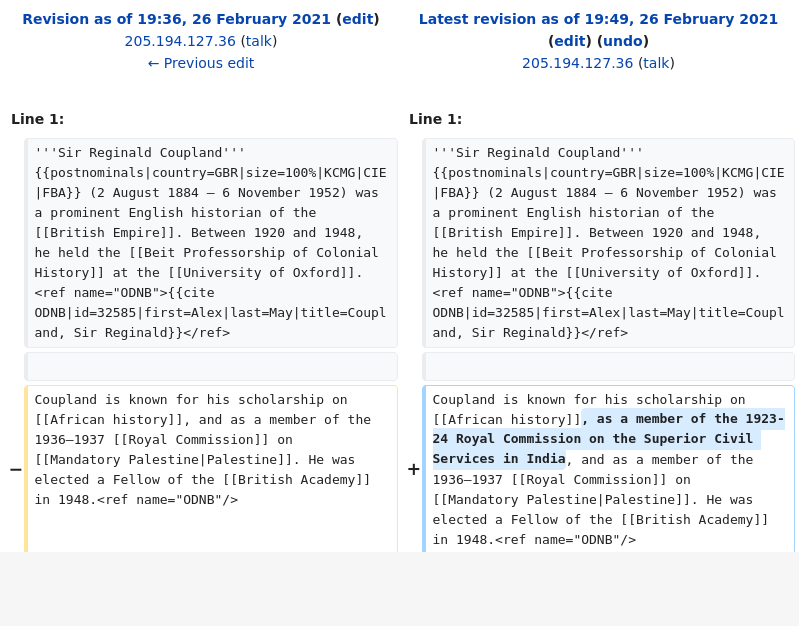 Revision as of 19:36, 26 February 2021 (edit)
205.194.127.36 (talk)
← Previous edit
Latest revision as of 19:49, 26 February 2021
(edit) (undo)
205.194.127.36 (talk)
Line 1:
'''Sir Reginald Coupland'''
{{postnominals|country=GBR|size=100%|KCMG|CIE
|FBA}} (2 August 1884 – 6 November 1952) was
a prominent English historian of the
[[British Empire]]. Between 1920 and 1948,
he held the [[Beit Professorship of Colonial
History]] at the [[University of Oxford]].
<ref name="ODNB">{{cite
ODNB|id=32585|first=Alex|last=May|title=Coupl
and, Sir Reginald}}</ref>
−
Coupland is known for his scholarship on
[[African history]], and as a member of the
1936–1937 [[Royal Commission]] on
[[Mandatory Palestine|Palestine]]. He was
elected a Fellow of the [[British Academy]]
in 1948.<ref name="ODNB"/>
Line 1:
'''Sir Reginald Coupland'''
{{postnominals|country=GBR|size=100%|KCMG|CIE
|FBA}} (2 August 1884 – 6 November 1952) was
a prominent English historian of the
[[British Empire]]. Between 1920 and 1948,
he held the [[Beit Professorship of Colonial
History]] at the [[University of Oxford]].
<ref name="ODNB">{{cite
ODNB|id=32585|first=Alex|last=May|title=Coupl
and, Sir Reginald}}</ref>
+
Coupland is known for his scholarship on
[[African history]], as a member of the 1923-
24 Royal Commission on the Superior Civil
Services in India, and as a member of the
1936–1937 [[Royal Commission]] on
[[Mandatory Palestine|Palestine]]. He was
elected a Fellow of the [[British Academy]]
in 1948.<ref name="ODNB"/>